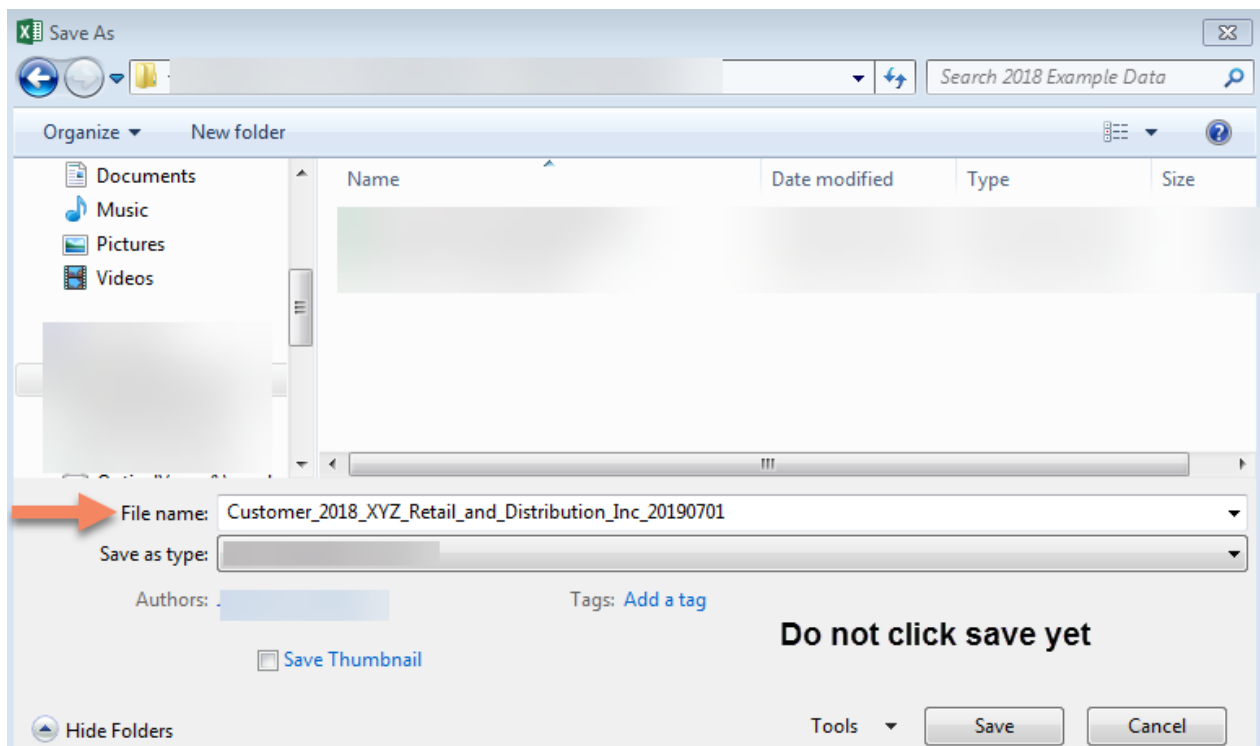 Save As
Search 2018 Example Data
Organize New folder
Name Date modified Type Size
Documents
Music
Pictures
Videos
File name: Customer_2018_XYZ_Retail_and_Distribution_Inc_20190701
Save as type:
Authors: Tags: Add a tag
Do not click save yet
Save Thumbnail
Hide Folders Tools Save Cancel